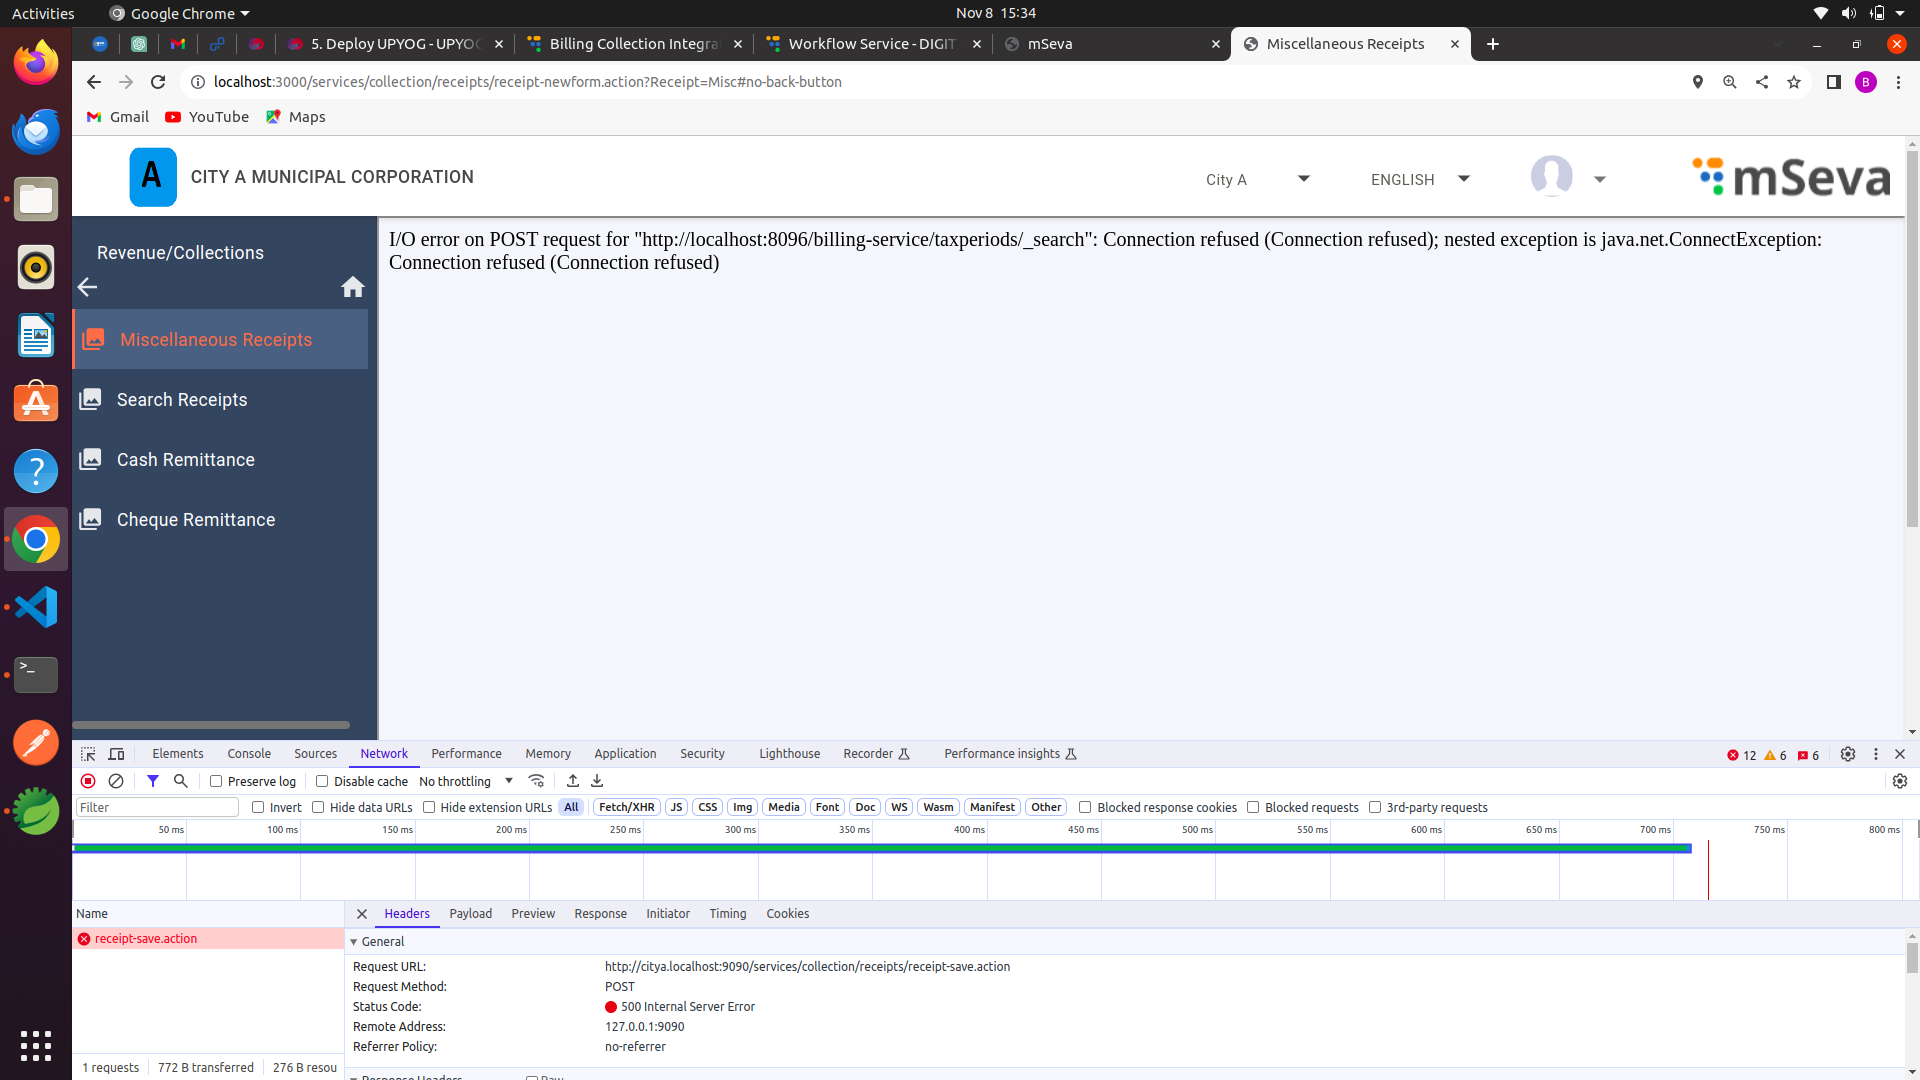 Activities
Google Chrome
Nov 8 15:34
5. Deploy UPYOG - UPYOG
Billing Collection Integra
Workflow Service - DIGIT
mSeva
Miscellaneous Receipts
localhost:3000/services/collection/receipts/receipt-newform.action?Receipt=Misc#no-back-button
B
Gmail
YouTube
Maps
A
CITY A MUNICIPAL CORPORATION
City A
ENGLISH
mSeva
Revenue/Collections
Miscellaneous Receipts
Search Receipts
Cash Remittance
Cheque Remittance
I/O error on POST request for "http://localhost:8096/billing-service/taxperiods/_search": Connection refused (Connection refused); nested exception is java.net.ConnectException:
Connection refused (Connection refused)
Elements Console Sources Network Performance Memory Application Security Lighthouse Recorder Performance insights 12 6 6
Preserve log Disable cache No throttling
Filter Invert Hide data URLs Hide extension URLs All Fetch/XHR JS CSS Img Media Font Doc WS Wasm Manifest Other Blocked response cookies Blocked requests 3rd-party requests
50 ms 100 ms 150 ms 200 ms 250 ms 300 ms 350 ms 400 ms 450 ms 500 ms 550 ms 600 ms 650 ms 700 ms 750 ms 800 ms
Name
Headers Payload Preview Response Initiator Timing Cookies
receipt-save.action
General
Request URL: http://citya.localhost:9090/services/collection/receipts/receipt-save.action
Request Method: POST
Status Code: 500 Internal Server Error
Remote Address: 127.0.0.1:9090
Referrer Policy: no-referrer
1 requests 772 B transferred 276 B resou
Response Headers Raw